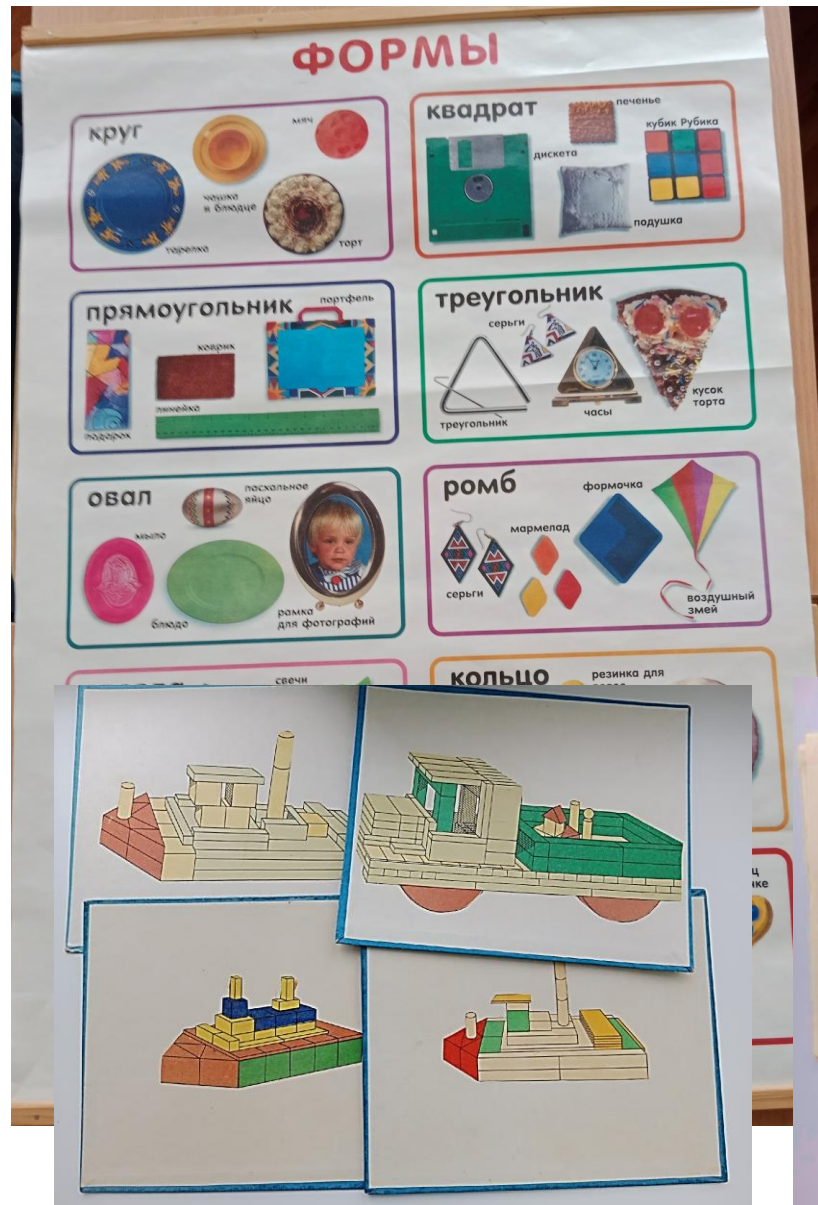 ФОРМЫ
круг
мяч
чашка
и блюдце
тарелка
торт
квадрат
печенье
кубик Рубика
дискета
подушка
прямоугольник
портфель
коврик
линейка
подарок
треугольник
серьги
треугольник
часы
кусок
торта
овал
пасхальное
яйцо
мыло
блюдо
рамка
для фотографий
ромб
формочка
мармелад
серьги
воздушный
змей
свечи
кольцо
резинка для